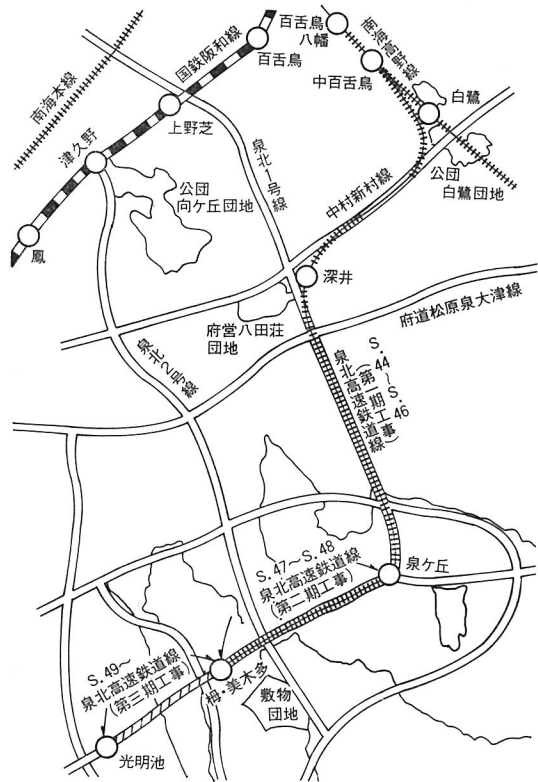 百舌鳥
八幡
南海高野線
国鉄阪和線
百舌鳥
中百舌鳥
南海本線
白鷺
上野芝
津久野
泉北1号線
公団
向ケ丘団地
中村新村線
公団
白鷺団地
鳳
深井
府営八田荘
団地
府道松原泉大津線
泉北2号線
S.44〜S.46
(第一期工事)
泉北高速鉄道線
S.47〜S.48
泉北高速鉄道線
(第二期工事)
泉ケ丘
S.49〜
泉北高速鉄道線
(第三期工事)
栂・美木多
敷物
団地
光明池